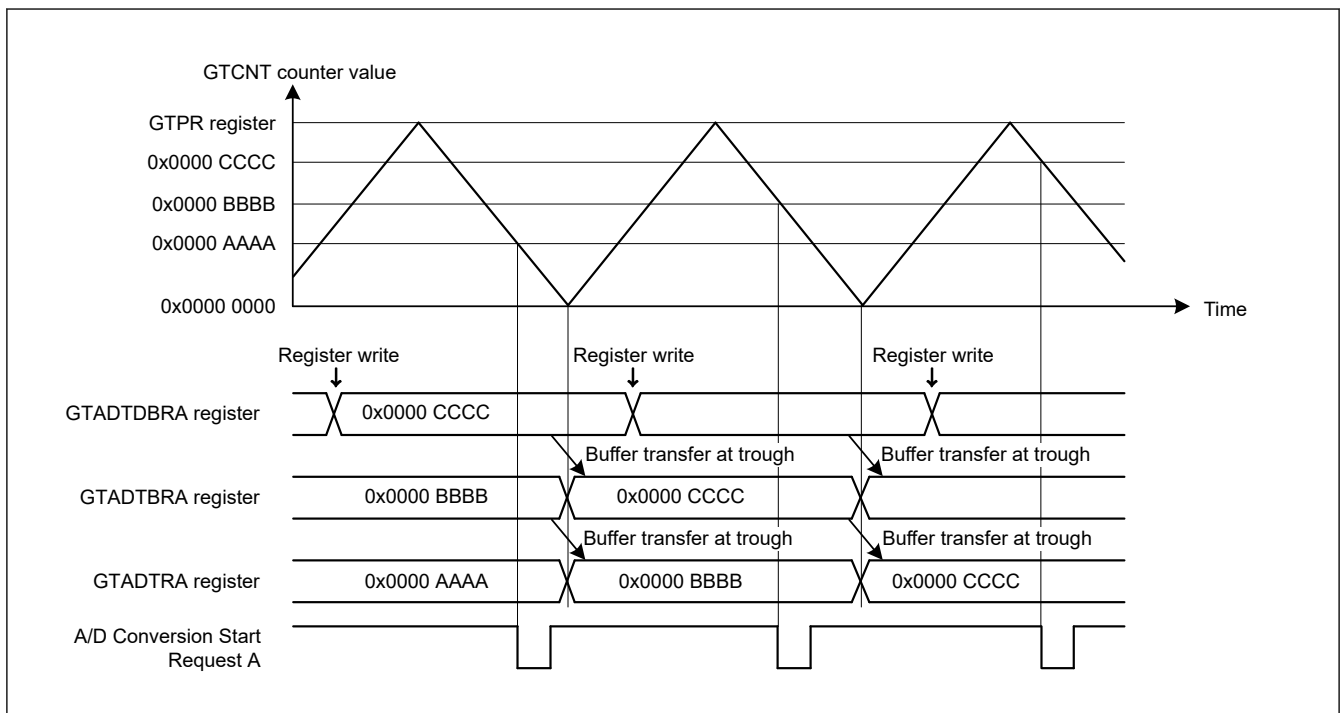 GTCNT counter value
GTPR register
0x0000 CCCC
0x0000 BBBB
0x0000 AAAA
0x0000 0000
Time
Register write
Register write
Register write
GTADTDBRA register
0x0000 CCCC
Buffer transfer at trough
Buffer transfer at trough
GTADTBRA register
0x0000 BBBB
0x0000 CCCC
Buffer transfer at trough
Buffer transfer at trough
GTADTRA register
0x0000 AAAA
0x0000 BBBB
0x0000 CCCC
A/D Conversion Start
Request A